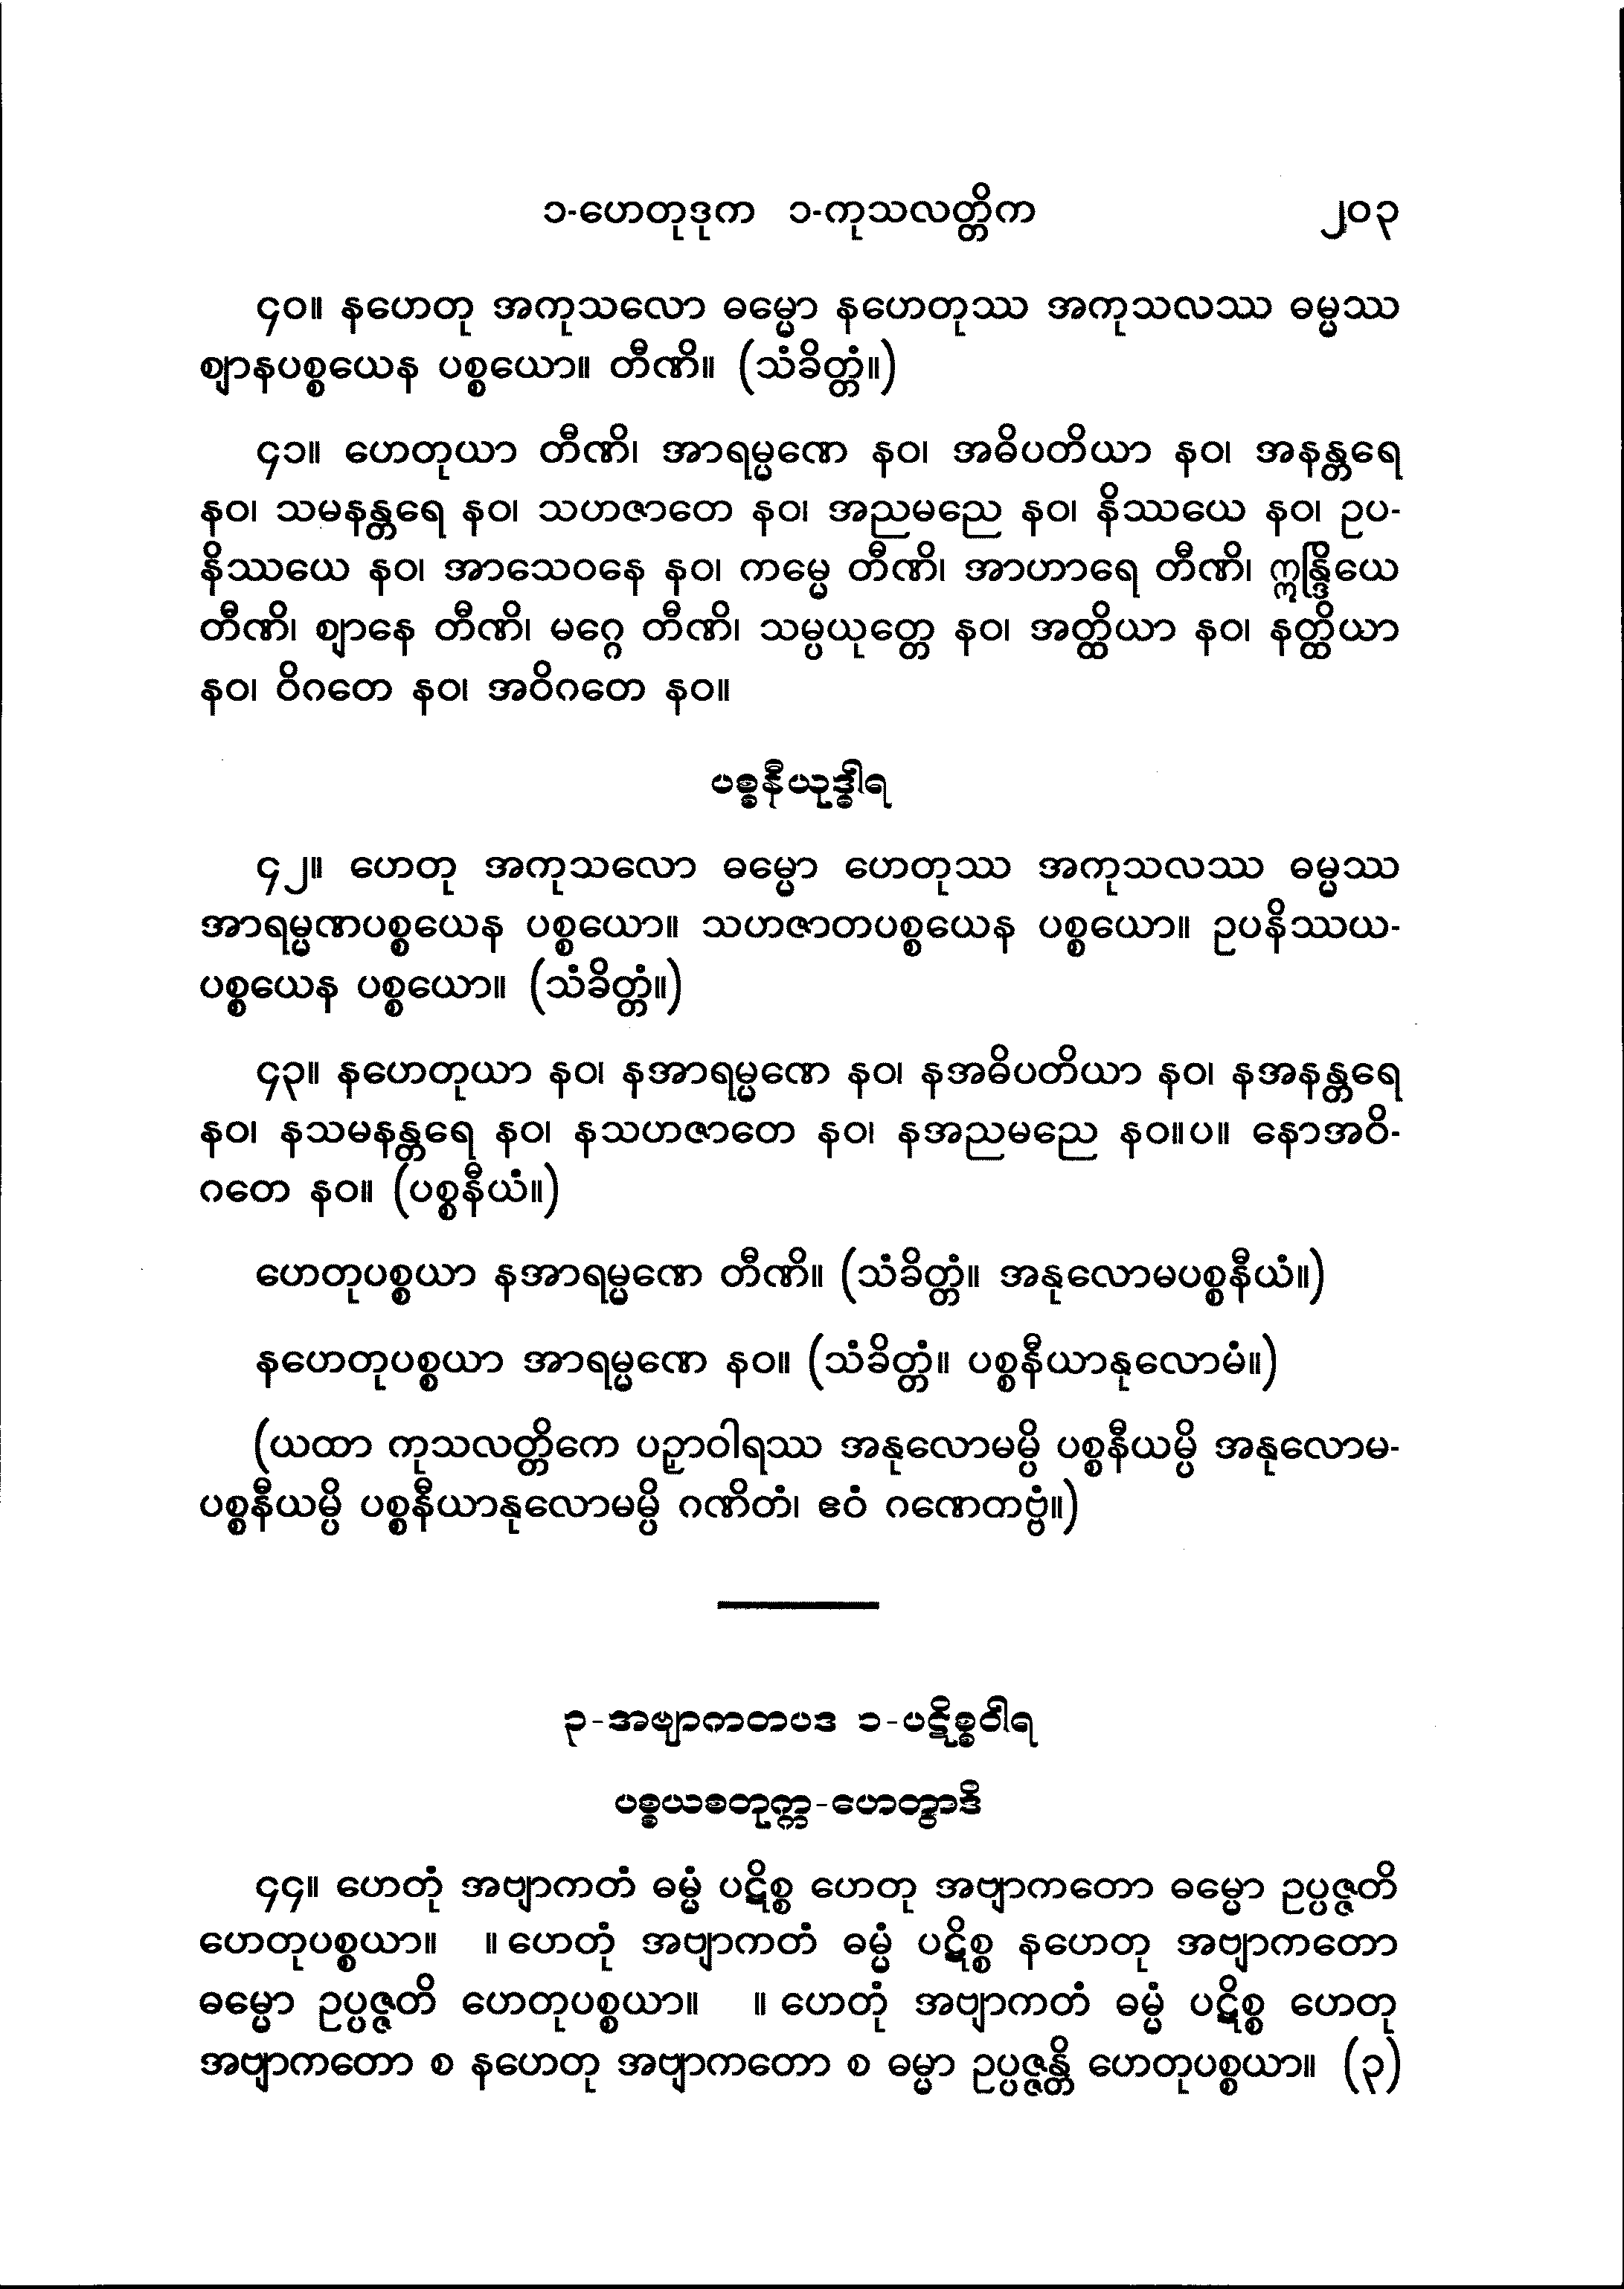 ၁-ဟေတုဒုက ၁-ကုသလတ္တိက ၂၀၃
၄၀။ နဟေတု အကုသလော ဓမ္မော နဟေတုဿ အကုသလဿ ဓမ္မဿ
ဈာနပစ္စယေန ပစ္စယော။ တီဏိ။ (သံခိတ္တံ။)
၄၁။ ဟေတုယာ တီဏိ၊ အာရမ္မဏေ နဝ၊ အဓိပတိယာ နဝ၊ အနန္တရေ
နဝ၊ သမနန္တရေ နဝ၊ သဟဇာတေ နဝ၊ အညမညေ နဝ၊ နိဿယေ နဝ၊ ဥပ-
နိဿယေ နဝ၊ အာသေဝနေ နဝ၊ ကမ္မေ တီဏိ၊ အာဟာရေ တီဏိ၊ ဣန္ဒြိယေ
တီဏိ၊ ဈာနေ တီဏိ၊ မဂ္ဂေ တီဏိ၊ သမ္ပယုတ္တေ နဝ၊ အတ္ထိယာ နဝ၊ နတ္ထိယာ
နဝ၊ ဝိဂတေ နဝ၊ အဝိဂတေ နဝ။
ပစ္စနီယုဒ္ဓါရ
၄၂။ ဟေတု အကုသလော ဓမ္မော ဟေတုဿ အကုသလဿ ဓမ္မဿ
အာရမ္မဏပစ္စယေန ပစ္စယော။ သဟဇာတပစ္စယေန ပစ္စယော။ ဥပနိဿယ-
ပစ္စယေန ပစ္စယော။ (သံခိတ္တံ။)
၄၃။ နဟေတုယာ နဝ၊ နအာရမ္မဏေ နဝ၊ နအဓိပတိယာ နဝ၊ နအနန္တရေ
နဝ၊ နသမနန္တရေ နဝ၊ နသဟဇာတေ နဝ၊ နအညမညေ နဝ။ပ။ နောအဝိ-
ဂတေ နဝ။ (ပစ္စနီယံ။)
ဟေတုပစ္စယာ နအာရမ္မဏေ တီဏိ။ (သံခိတ္တံ။ အနုလောမပစ္စနီယံ။)
နဟေတုပစ္စယာ အာရမ္မဏေ နဝ။ (သံခိတ္တံ။ ပစ္စနီယာနုလောမံ။)
(ယထာ ကုသလတ္တိကေ ပဉှာဝါရဿ အနုလောမမ္ပိ ပစ္စနီယမ္ပိ အနုလောမ-
ပစ္စနီယမ္ပိ ပစ္စနီယာနုလောမမ္ပိ ဂဏိတံ၊ ဧဝံ ဂဏေတဗ္ဗံ။)
၃-အဗျာကတပဒ ၁-ပဋိစ္စဝါရ
ပစ္စယစတုက္က-ဟေတွာဒိ
၄၄။ ဟေတုံ အဗျာကတံ ဓမ္မံ ပဋိစ္စ ဟေတု အဗျာကတော ဓမ္မော ဥပ္ပဇ္ဇတိ
ဟေတုပစ္စယာ။ ။ ဟေတုံ အဗျာကတံ ဓမ္မံ ပဋိစ္စ နဟေတု အဗျာကတော
ဓမ္မော ဥပ္ပဇ္ဇတိ ဟေတုပစ္စယာ။ ။ ဟေတုံ အဗျာကတံ ဓမ္မံ ပဋိစ္စ ဟေတု
အဗျာကတော စ နဟေတု အဗျာကတော စ ဓမ္မာ ဥပ္ပဇ္ဇန္တိ ဟေတုပစ္စယာ။ (၃)